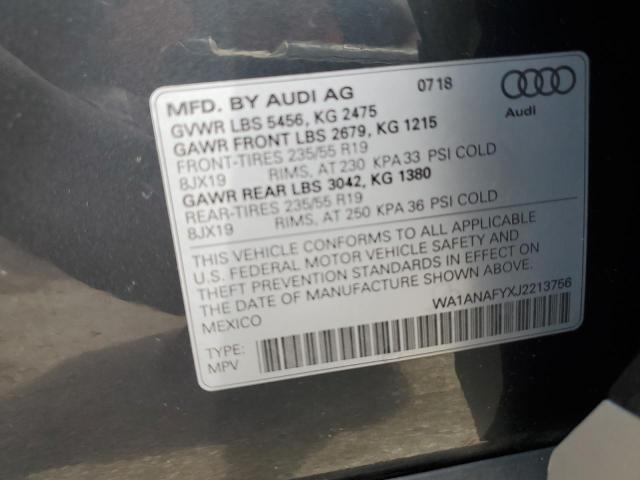 MFD. BY AUDI AG 0718
Audi
GVWR LBS 5456, KG 2475
GAWR FRONT LBS 2679, KG 1215
FRONT-TIRES 235/55 R19
8JX19 RIMS, AT 230 KPA 33 PSI COLD
GAWR REAR LBS 3042, KG 1380
REAR-TIRES 235/55 R19
8JX19 RIMS, AT 250 KPA 36 PSI COLD
THIS VEHICLE CONFORMS TO ALL APPLICABLE
U.S. FEDERAL MOTOR VEHICLE SAFETY AND
THEFT PREVENTION STANDARDS IN EFFECT ON
THE DATE OF MANUFACTURE SHOWN ABOVE.
MEXICO WA1ANAFYXJ2213756
TYPE:
MPV